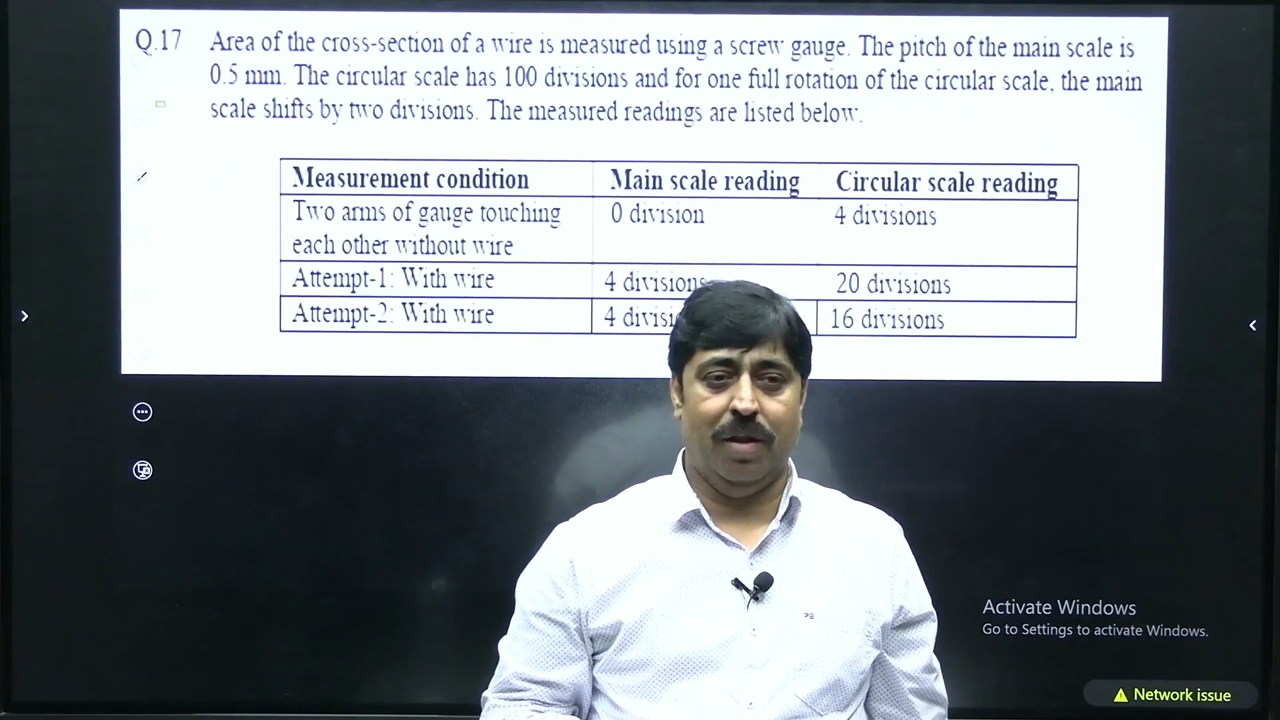 Q.17 Area of the cross-section of a wire is measured using a screw gauge. The pitch of the main scale is
0.5 mm. The circular scale has 100 divisions and for one full rotation of the circular scale, the main
scale shifts by two divisions. The measured readings are listed below.
Measurement condition Main scale reading Circular scale reading
Two arms of gauge touching 0 division 4 divisions
each other without wire
Attempt-1: With wire 4 divisions 20 divisions
Attempt-2: With wire 4 16 divisions
Activate Windows
Go to Settings to activate Windows.
Network issue